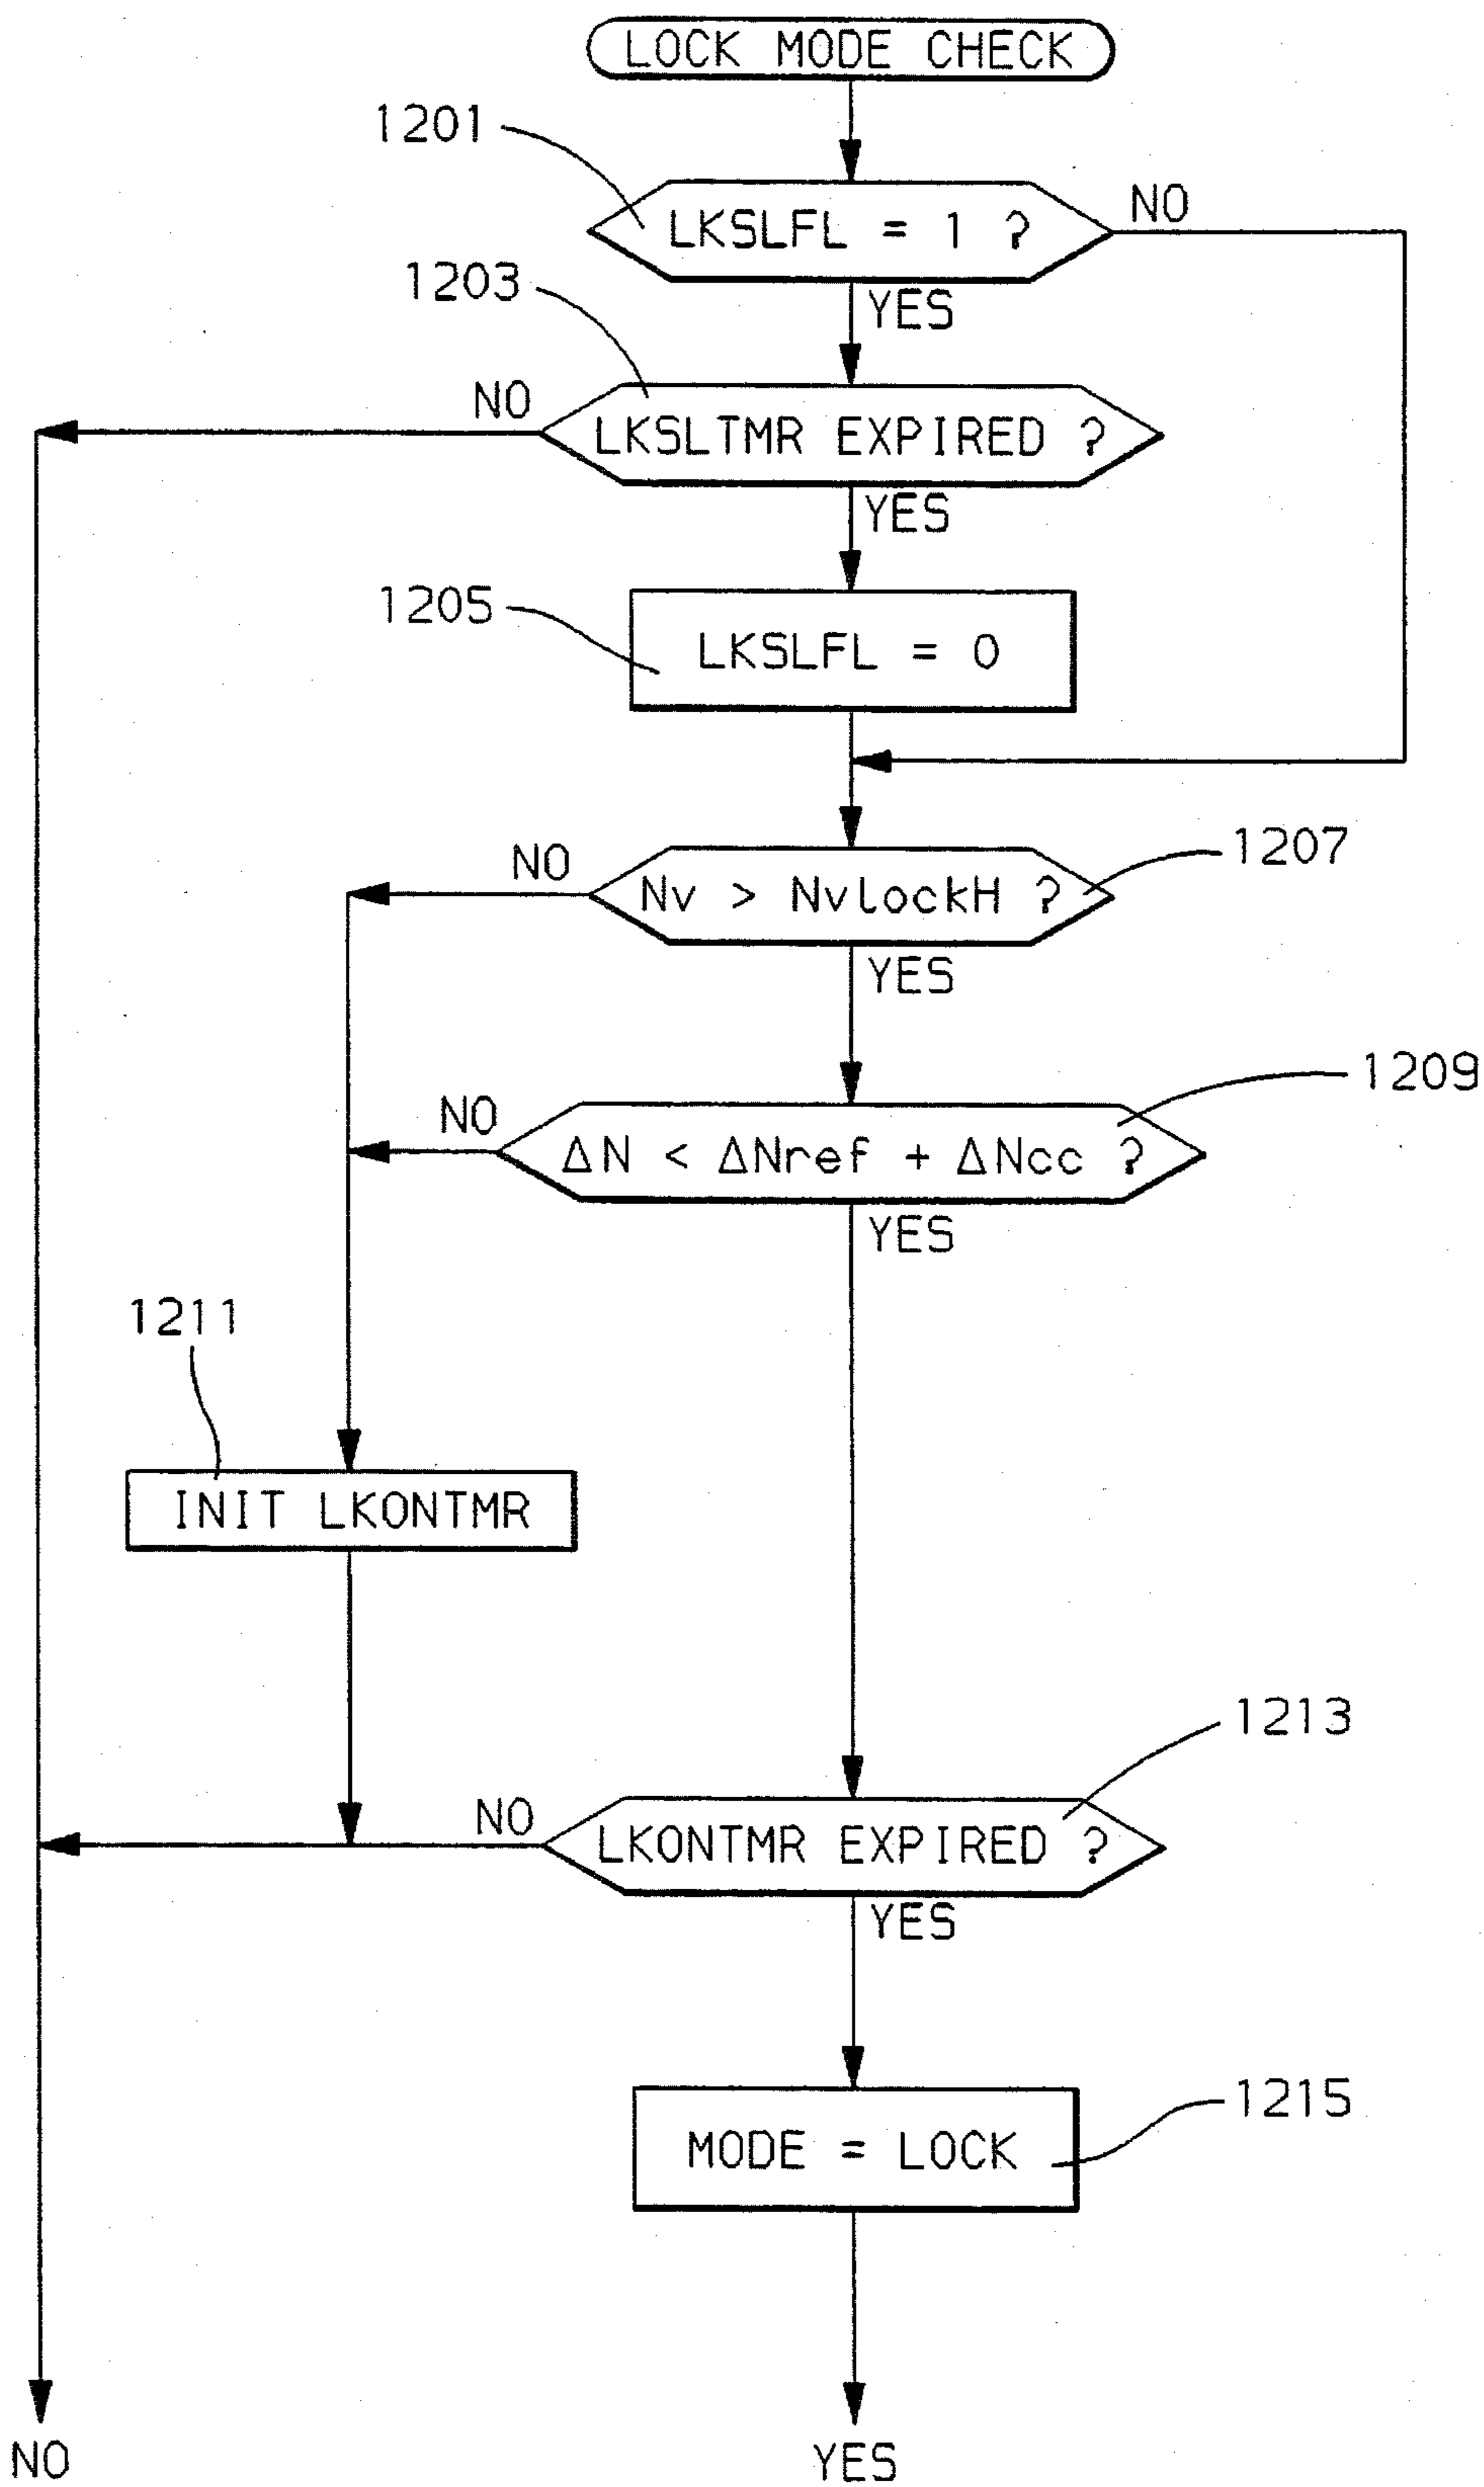 LOCK MODE CHECK
1201
LKSLFL = 1 ?
NO
YES
1203
NO
LKSLTMR EXPIRED ?
YES
1205
LKSLFL = 0
NO
Nv > NvlockH ?
1207
YES
1209
NO
ΔN < ΔNref + ΔNcc ?
YES
1211
INIT LKONTMR
1213
NO
LKONTMR EXPIRED ?
YES
1215
MODE = LOCK
NO
YES